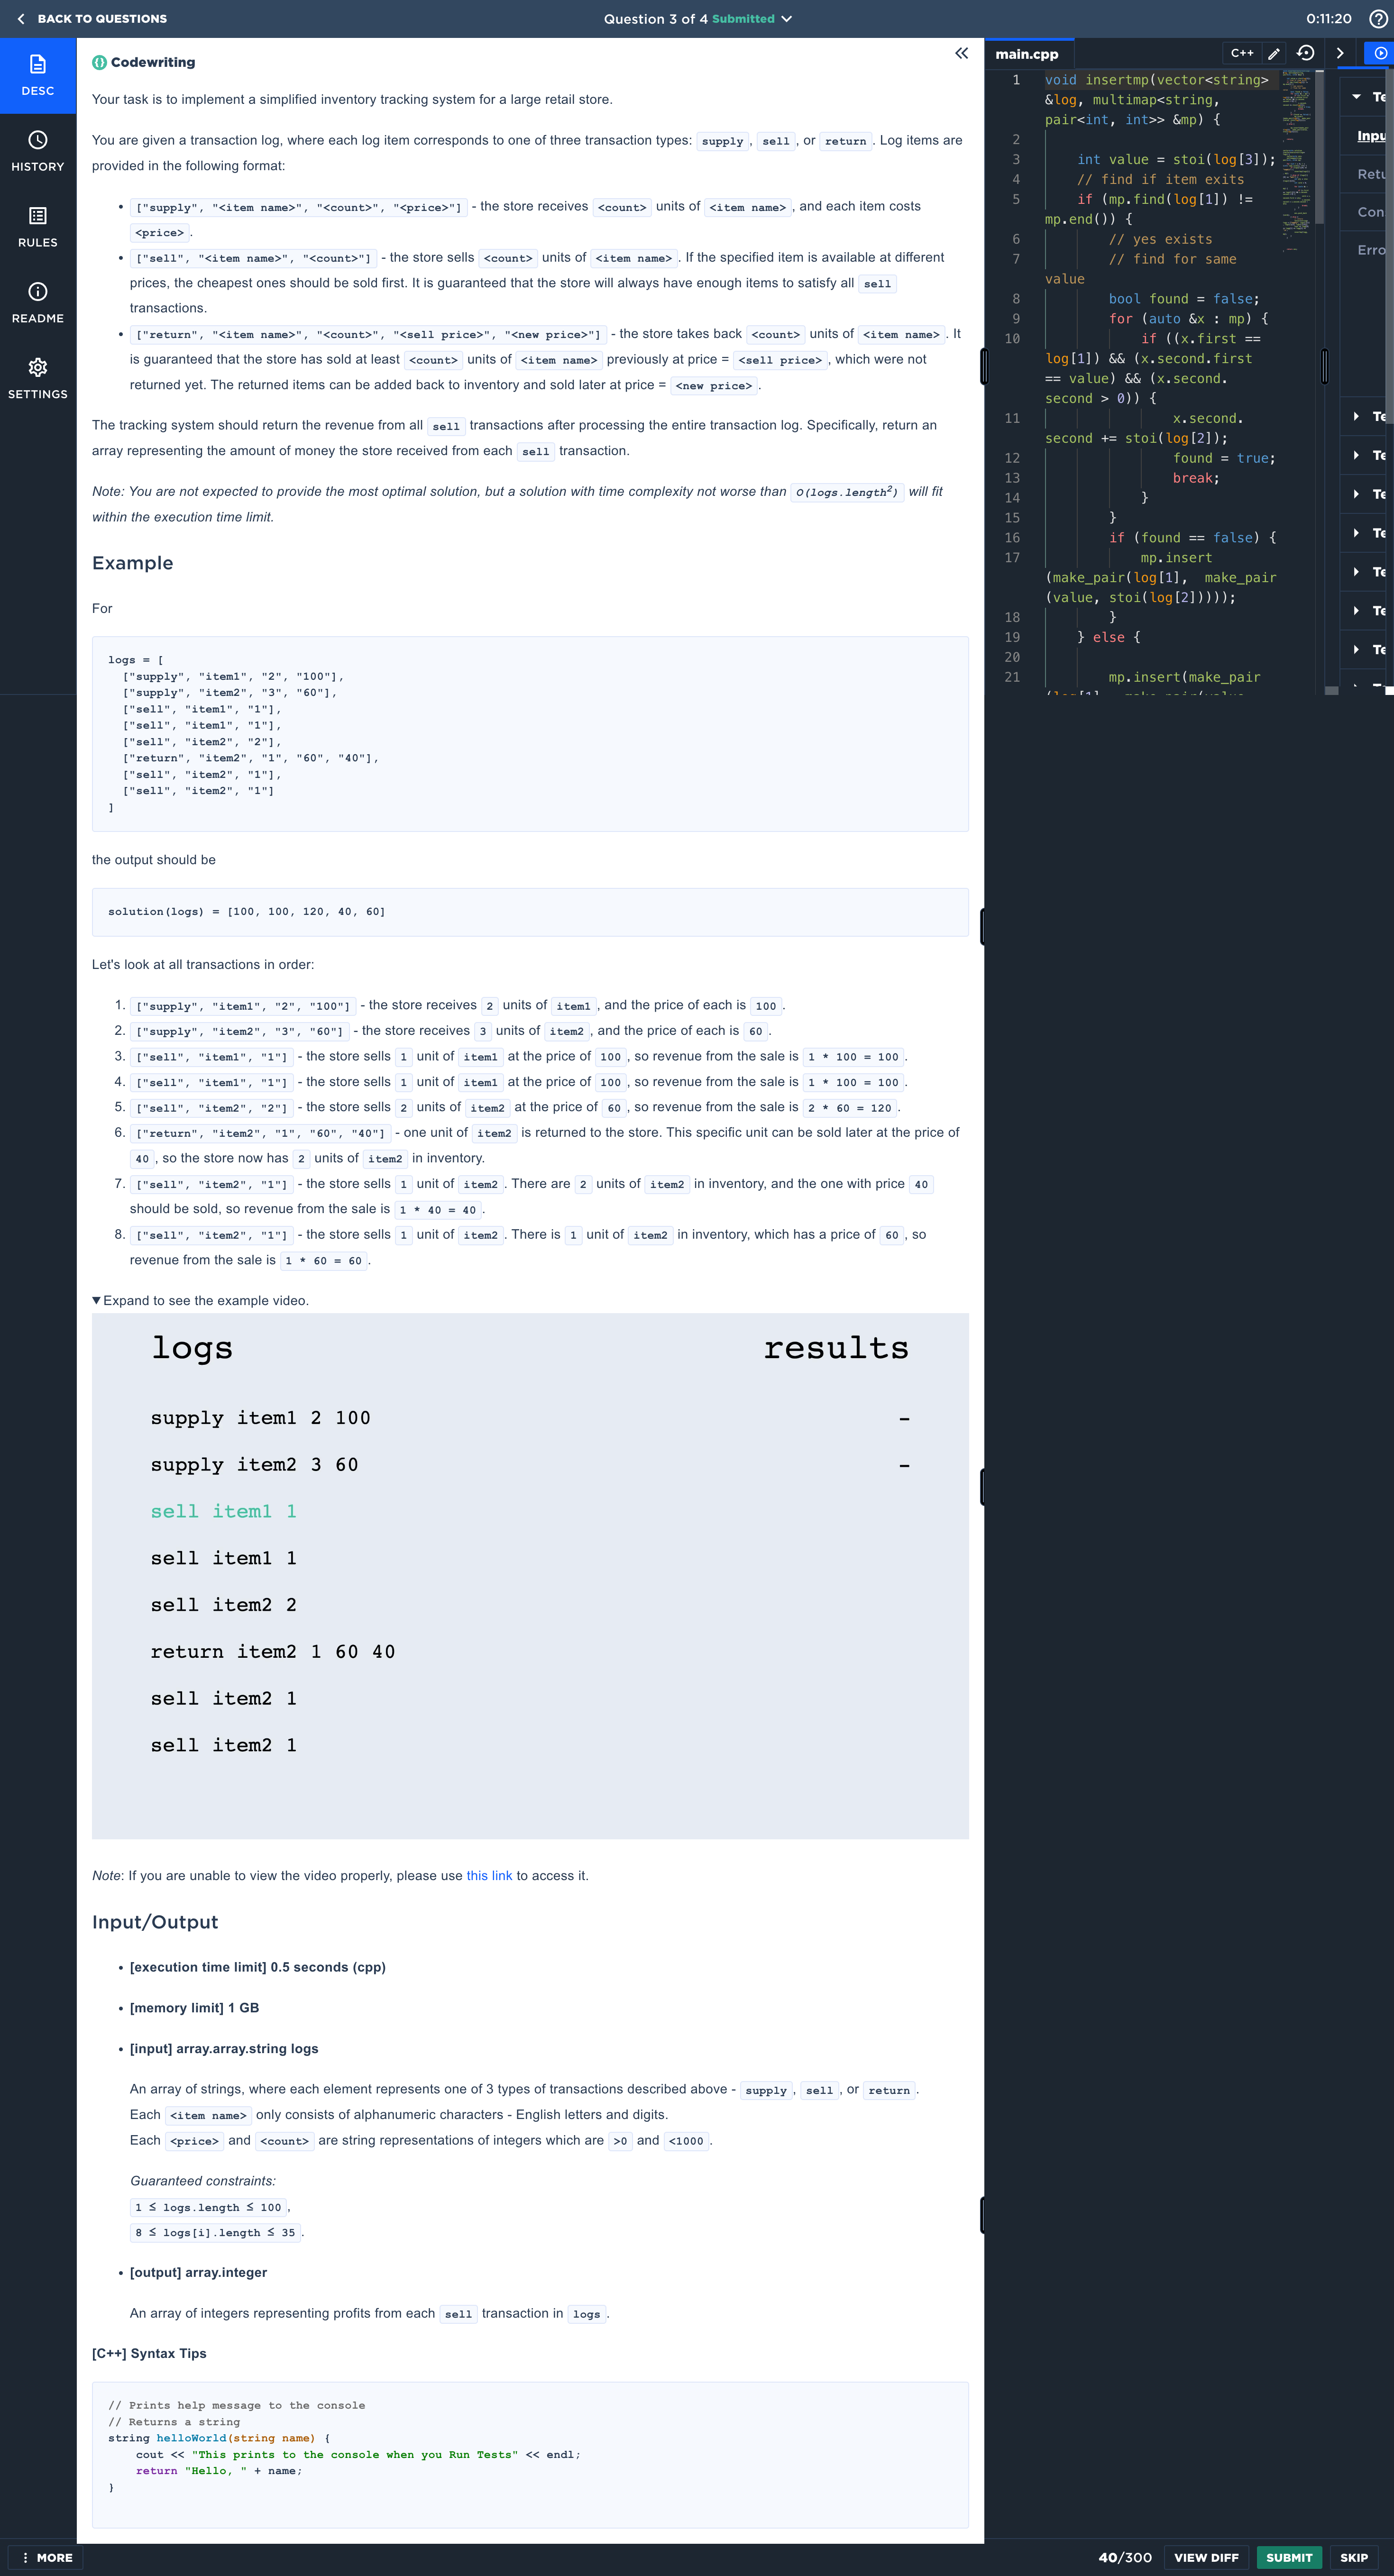 BACK TO QUESTIONS
Question 3 of 4 Submitted
0:11:20
DESC
HISTORY
RULES
README
SETTINGS
Codewriting
Your task is to implement a simplified inventory tracking system for a large retail store.
You are given a transaction log, where each log item corresponds to one of three transaction types: supply, sell, or return. Log items are
provided in the following format:
• ["supply", "<item name>", "<count>", "<price>"] - the store receives <count> units of <item name>, and each item costs
<price>.
• ["sell", "<item name>", "<count>"] - the store sells <count> units of <item name>. If the specified item is available at different
prices, the cheapest ones should be sold first. It is guaranteed that the store will always have enough items to satisfy all sell
transactions.
• ["return", "<item name>", "<count>", "<sell price>", "<new price>"] - the store takes back <count> units of <item name>. It
is guaranteed that the store has sold at least <count> units of <item name> previously at price = <sell price>, which were not
returned yet. The returned items can be added back to inventory and sold later at price = <new price>.
The tracking system should return the revenue from all sell transactions after processing the entire transaction log. Specifically, return an
array representing the amount of money the store received from each sell transaction.
Note: You are not expected to provide the most optimal solution, but a solution with time complexity not worse than O(logs.length²) will fit
within the execution time limit.
Example
For
logs = [
["supply", "item1", "2", "100"],
["supply", "item2", "3", "60"],
["sell", "item1", "1"],
["sell", "item1", "1"],
["sell", "item2", "2"],
["return", "item2", "1", "60", "40"],
["sell", "item2", "1"],
["sell", "item2", "1"]
]
the output should be
solution(logs) = [100, 100, 120, 40, 60]
Let's look at all transactions in order:
1. ["supply", "item1", "2", "100"] - the store receives 2 units of item1, and the price of each is 100.
2. ["supply", "item2", "3", "60"] - the store receives 3 units of item2, and the price of each is 60.
3. ["sell", "item1", "1"] - the store sells 1 unit of item1 at the price of 100, so revenue from the sale is 1 * 100 = 100.
4. ["sell", "item1", "1"] - the store sells 1 unit of item1 at the price of 100, so revenue from the sale is 1 * 100 = 100.
5. ["sell", "item2", "2"] - the store sells 2 units of item2 at the price of 60, so revenue from the sale is 2 * 60 = 120.
6. ["return", "item2", "1", "60", "40"] - one unit of item2 is returned to the store. This specific unit can be sold later at the price of
40, so the store now has 2 units of item2 in inventory.
7. ["sell", "item2", "1"] - the store sells 1 unit of item2. There are 2 units of item2 in inventory, and the one with price 40
should be sold, so revenue from the sale is 1 * 40 = 40.
8. ["sell", "item2", "1"] - the store sells 1 unit of item2. There is 1 unit of item2 in inventory, which has a price of 60, so
revenue from the sale is 1 * 60 = 60.
▼ Expand to see the example video.
logs results
supply item1 2 100 –
supply item2 3 60 –
sell item1 1
sell item1 1
sell item2 2
return item2 1 60 40
sell item2 1
sell item2 1
Note: If you are unable to view the video properly, please use this link to access it.
Input/Output
• [execution time limit] 0.5 seconds (cpp)
• [memory limit] 1 GB
• [input] array.array.string logs
An array of strings, where each element represents one of 3 types of transactions described above - supply, sell, or return.
Each <item name> only consists of alphanumeric characters - English letters and digits.
Each <price> and <count> are string representations of integers which are >0 and <1000.
Guaranteed constraints:
1 ≤ logs.length ≤ 100,
8 ≤ logs[i].length ≤ 35.
• [output] array.integer
An array of integers representing profits from each sell transaction in logs.
[C++] Syntax Tips
// Prints help message to the console
// Returns a string
string helloWorld(string name) {
cout << "This prints to the console when you Run Tests" << endl;
return "Hello, " + name;
}
main.cpp
C++
1 void insertmp(vector<string>
&log, multimap<string,
pair<int, int>> &mp) {
2
3 int value = stoi(log[3]);
4 // find if item exits
5 if (mp.find(log[1]) !=
mp.end()) {
6 // yes exists
7 // find for same
value
8 bool found = false;
9 for (auto &x : mp) {
10 if ((x.first ==
log[1]) && (x.second.first
== value) && (x.second.
second > 0)) {
11 x.second.
second += stoi(log[2]);
12 found = true;
13 break;
14 }
15 }
16 if (found == false) {
17 mp.insert
(make_pair(log[1], make_pair
(value, stoi(log[2]))));
18 }
19 } else {
20
21 mp.insert(make_pair
Te
Inpu
Retu
Con
Erro
Te
Te
Te
Te
Te
Te
Te
MORE
40/300
VIEW DIFF
SUBMIT
SKIP